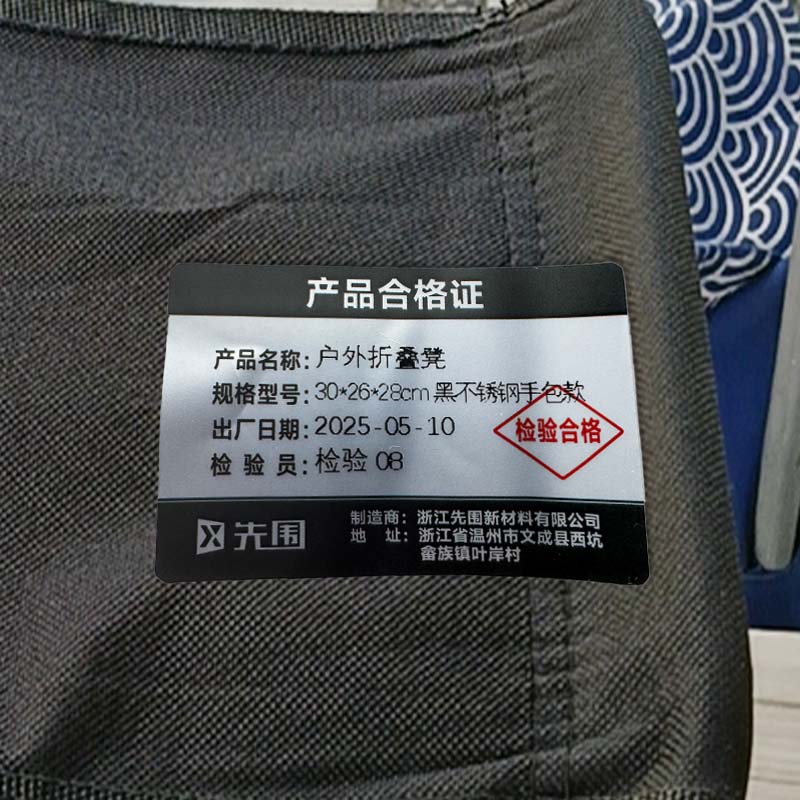 产品合格证
产品名称：户外折叠凳
规格型号：30*26*28cm 黑不锈钢手包款
出厂日期：2025-05-10
检验合格
检 验 员：检验 08
先围
制造商：浙江先围新材料有限公司
地 址：浙江省温州市文成县西坑
畲族镇叶岸村